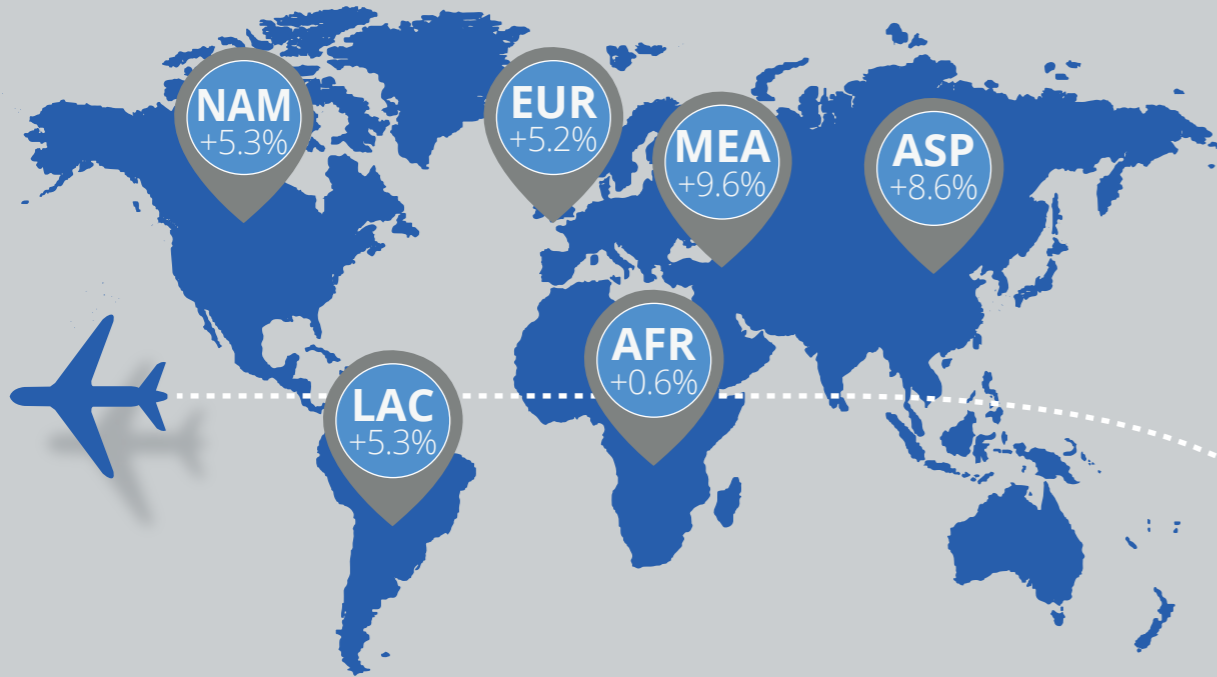 NAM
+5.3%
EUR
+5.2%
MEA
+9.6%
ASP
+8.6%
AFR
+0.6%
LAC
+5.3%